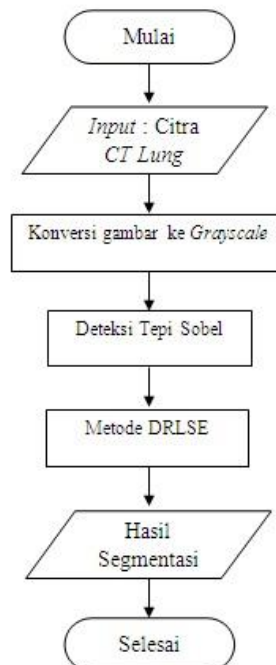 Mulai
Input : Citra
CT Lung
Konversi gambar ke Grayscale
Deteksi Tepi Sobel
Metode DRLSE
Hasil
Segmentasi
Selesai